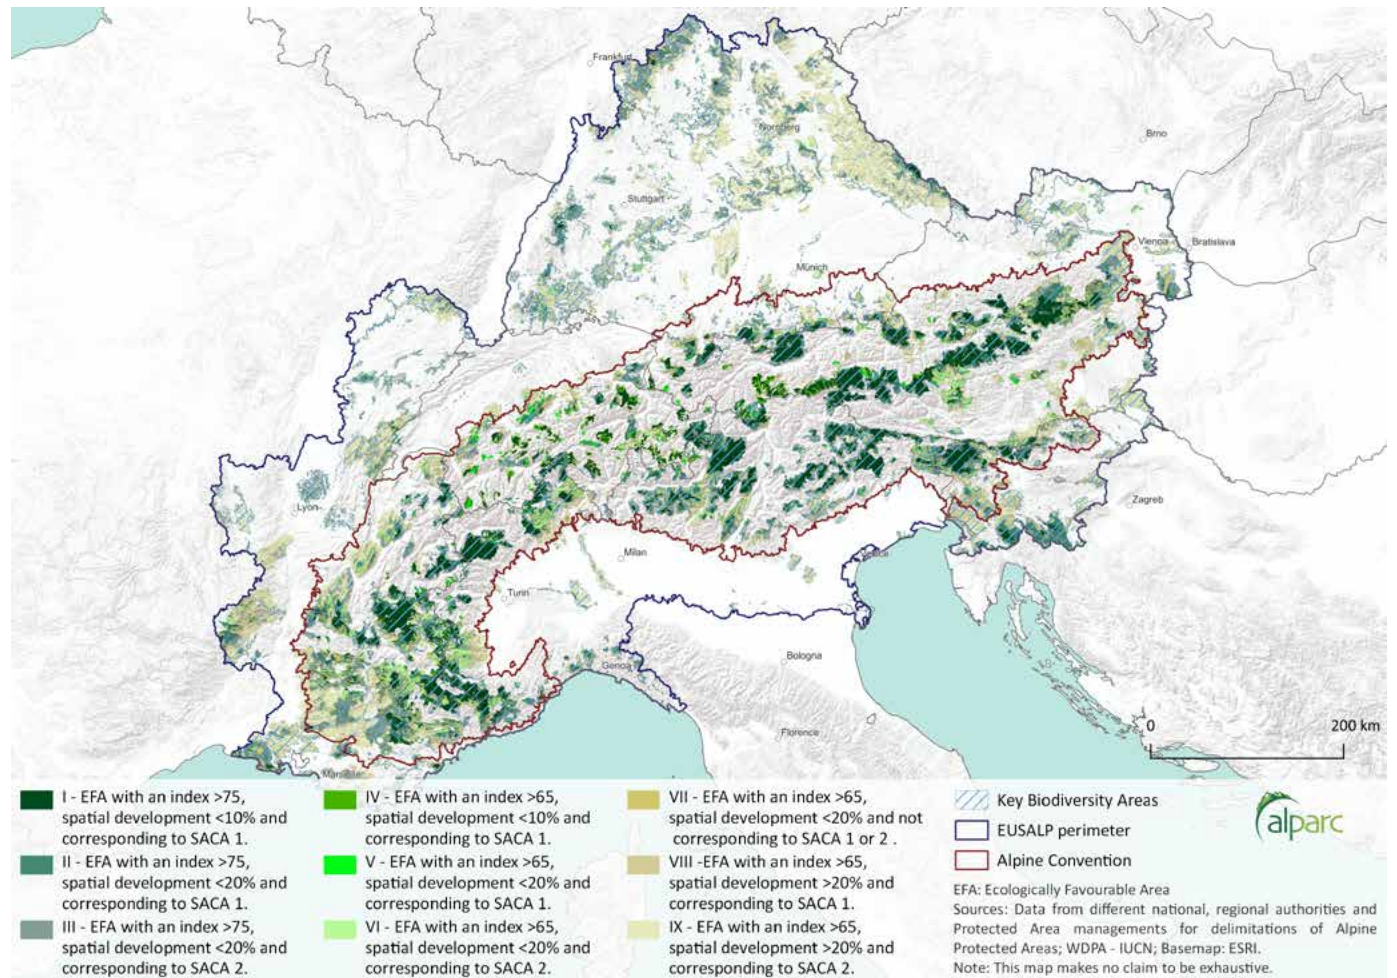 Frankfurt
Nürnberg
Brno
Stuttgart
Vienna
Bratislava
Münich
Zagreb
Lyon
Milan
Turin
Bologna
Genoa
Florence
Marseille
0 200 km
I - EFA with an index >75,
spatial development <10% and
corresponding to SACA 1.
II - EFA with an index >75,
spatial development <20% and
corresponding to SACA 1.
III - EFA with an index >75,
spatial development <20% and
corresponding to SACA 2.
IV - EFA with an index >65,
spatial development <10% and
corresponding to SACA 1.
V - EFA with an index >65,
spatial development <20% and
corresponding to SACA 1.
VI - EFA with an index >65,
spatial development <20% and
corresponding to SACA 2.
VII - EFA with an index >65,
spatial development <20% and not
corresponding to SACA 1 or 2 .
VIII -EFA with an index >65,
spatial development >20% and
corresponding to SACA 1.
IX - EFA with an index >65,
spatial development >20% and
corresponding to SACA 2.
Key Biodiversity Areas
EUSALP perimeter
Alpine Convention
alparc
EFA: Ecologically Favourable Area
Sources: Data from different national, regional authorities and
Protected Area managements for delimitations of Alpine
Protected Areas; WDPA - IUCN; Basemap: ESRI.
Note: This map makes no claim to be exhaustive.